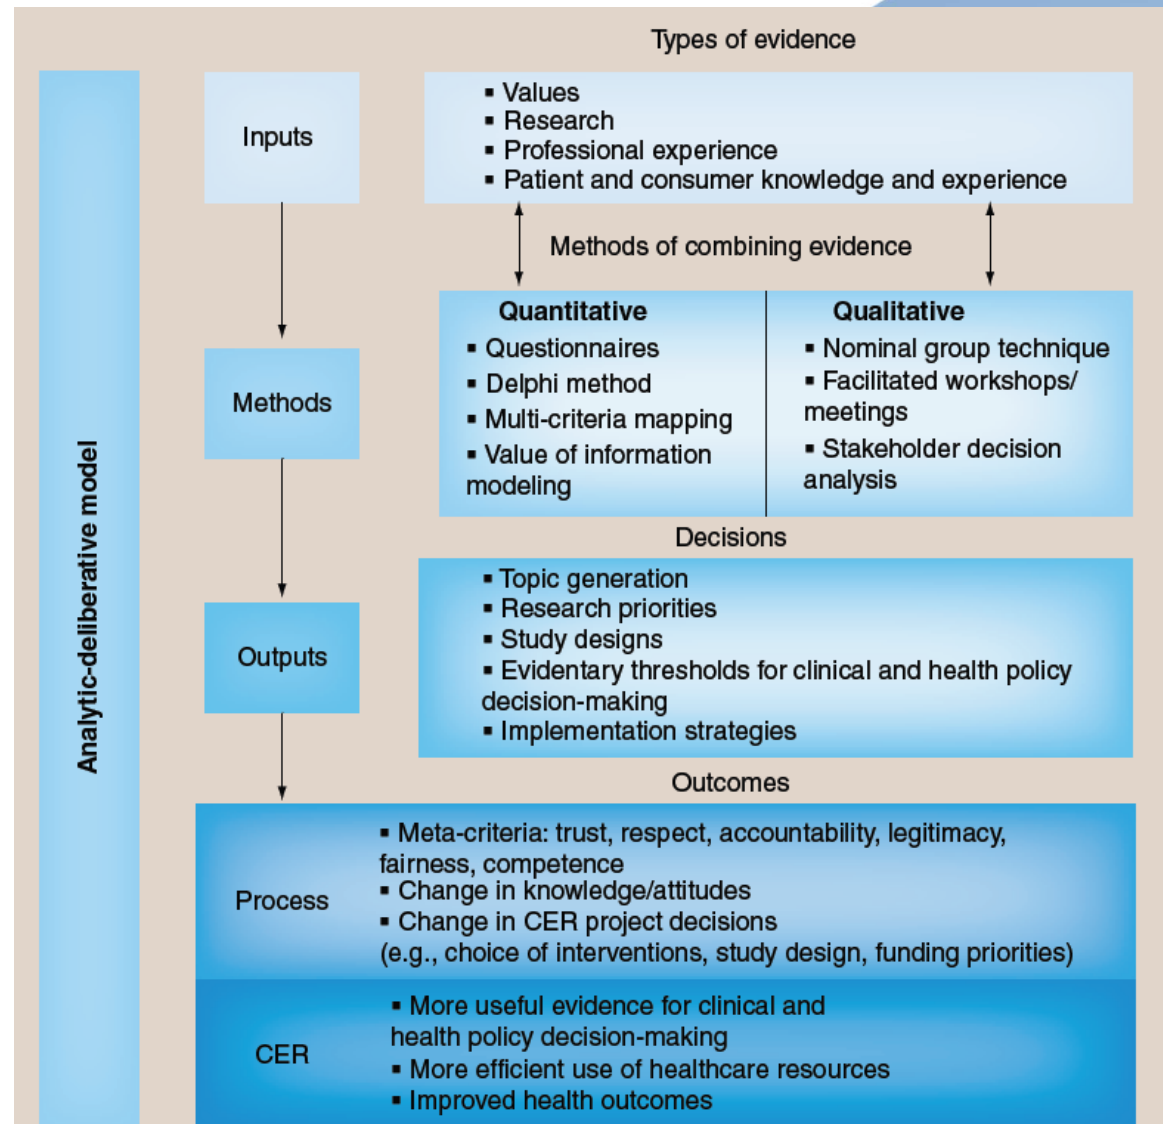 Types of evidence
Analytic-deliberative model
Inputs
▪ Values
▪ Research
▪ Professional experience
▪ Patient and consumer knowledge and experience
Methods of combining evidence
Methods
Quantitative
▪ Questionnaires
▪ Delphi method
▪ Multi-criteria mapping
▪ Value of information
modeling
Qualitative
▪ Nominal group technique
▪ Facilitated workshops/
meetings
▪ Stakeholder decision
analysis
Decisions
Outputs
▪ Topic generation
▪ Research priorities
▪ Study designs
▪ Evidentary thresholds for clinical and health policy
decision-making
▪ Implementation strategies
Outcomes
Process
▪ Meta-criteria: trust, respect, accountability, legitimacy,
fairness, competence
▪ Change in knowledge/attitudes
▪ Change in CER project decisions
(e.g., choice of interventions, study design, funding priorities)
CER
▪ More useful evidence for clinical and
health policy decision-making
▪ More efficient use of healthcare resources
▪ Improved health outcomes